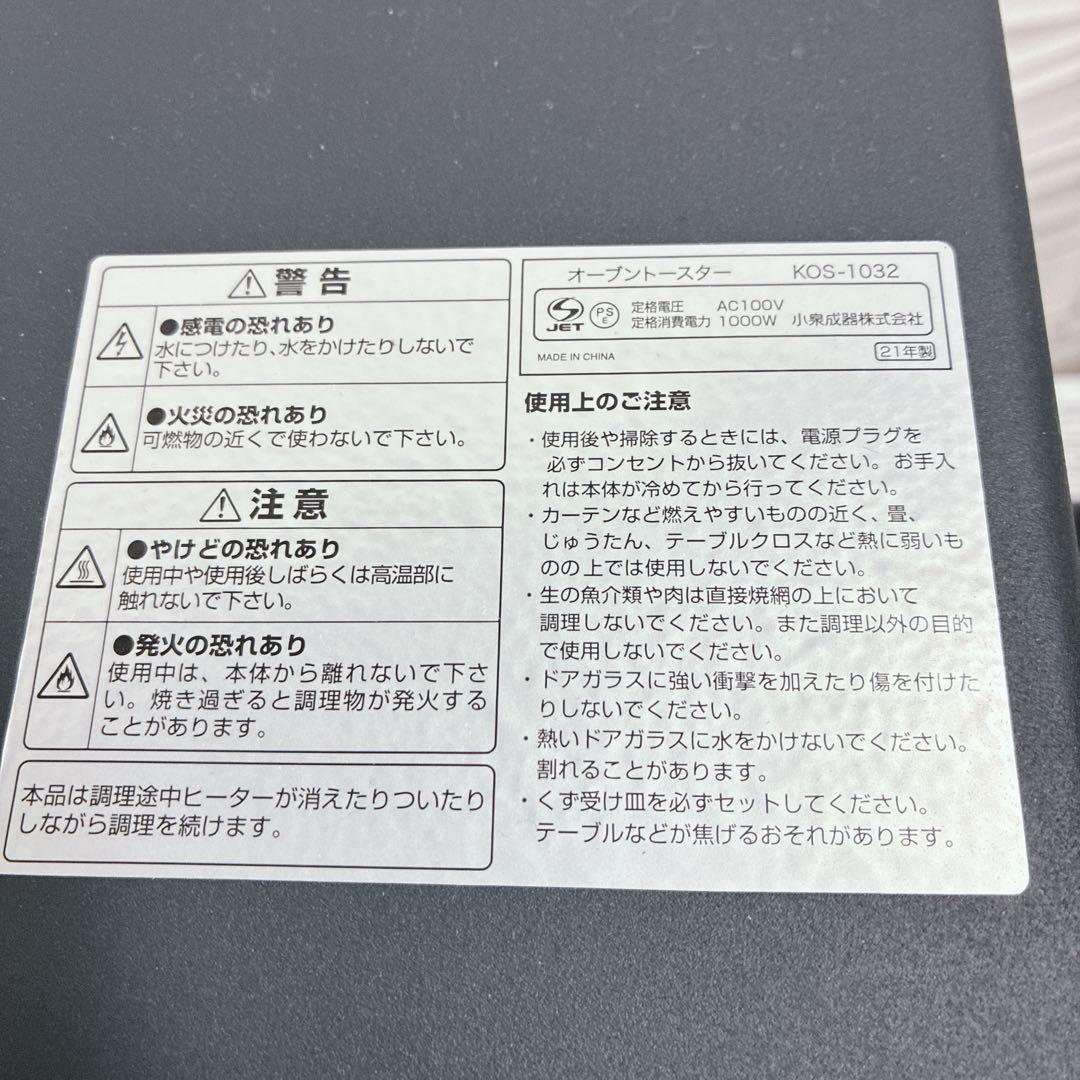 警告
●感電の恐れあり
水につけたり、水をかけたりしないで
下さい。
●火災の恐れあり
可燃物の近くで使わないで下さい。
注意
●やけどの恐れあり
使用中や使用後しばらくは高温部に
触れないで下さい。
●発火の恐れあり
使用中は、本体から離れないで下さ
い。焼き過ぎると調理物が発火する
ことがあります。
本品は調理途中ヒーターが消えたりついたり
しながら調理を続けます。
オーブントースター KOS-1032
S JET PS E 定格電圧 AC100V
定格消費電力 1000W 小泉成器株式会社
MADE IN CHINA 21年製
使用上のご注意
・使用後や掃除するときには、電源プラグを
必ずコンセントから抜いてください。お手入
れは本体が冷めてから行ってください。
・カーテンなど燃えやすいものの近く、畳、
じゅうたん、テーブルクロスなど熱に弱いも
のの上では使用しないでください。
・生の魚介類や肉は直接焼網の上において
調理しないでください。また調理以外の目的
で使用しないでください。
・ドアガラスに強い衝撃を加えたり傷を付けた
りしないでください。
・熱いドアガラスに水をかけないでください。
割れることがあります。
・くず受け皿を必ずセットしてください。
テーブルなどが焦げるおそれがあります。